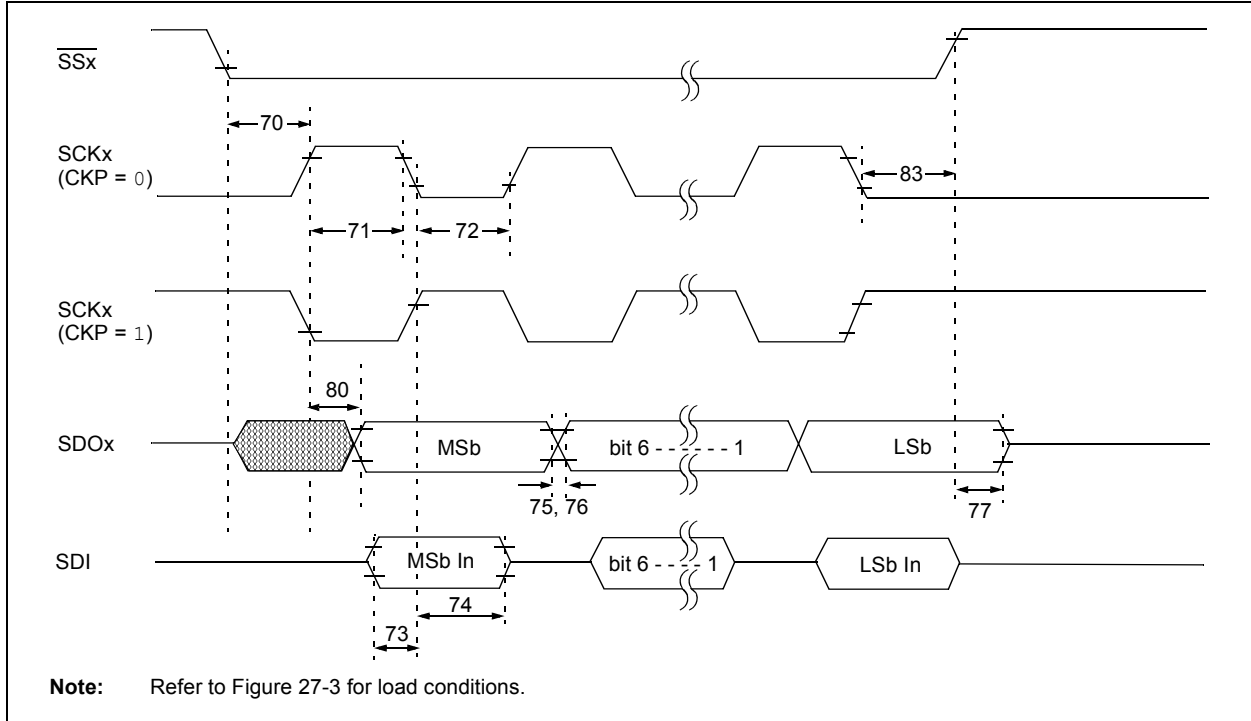 SSx
70
SCKx
(CKP = 0)
83
71
72
SCKx
(CKP = 1)
80
SDOx
MSb
bit 6 - - - - - - 1
LSb
75, 76
77
SDI
MSb In
bit 6 - - - - 1
LSb In
74
73
Note: Refer to Figure 27-3 for load conditions.